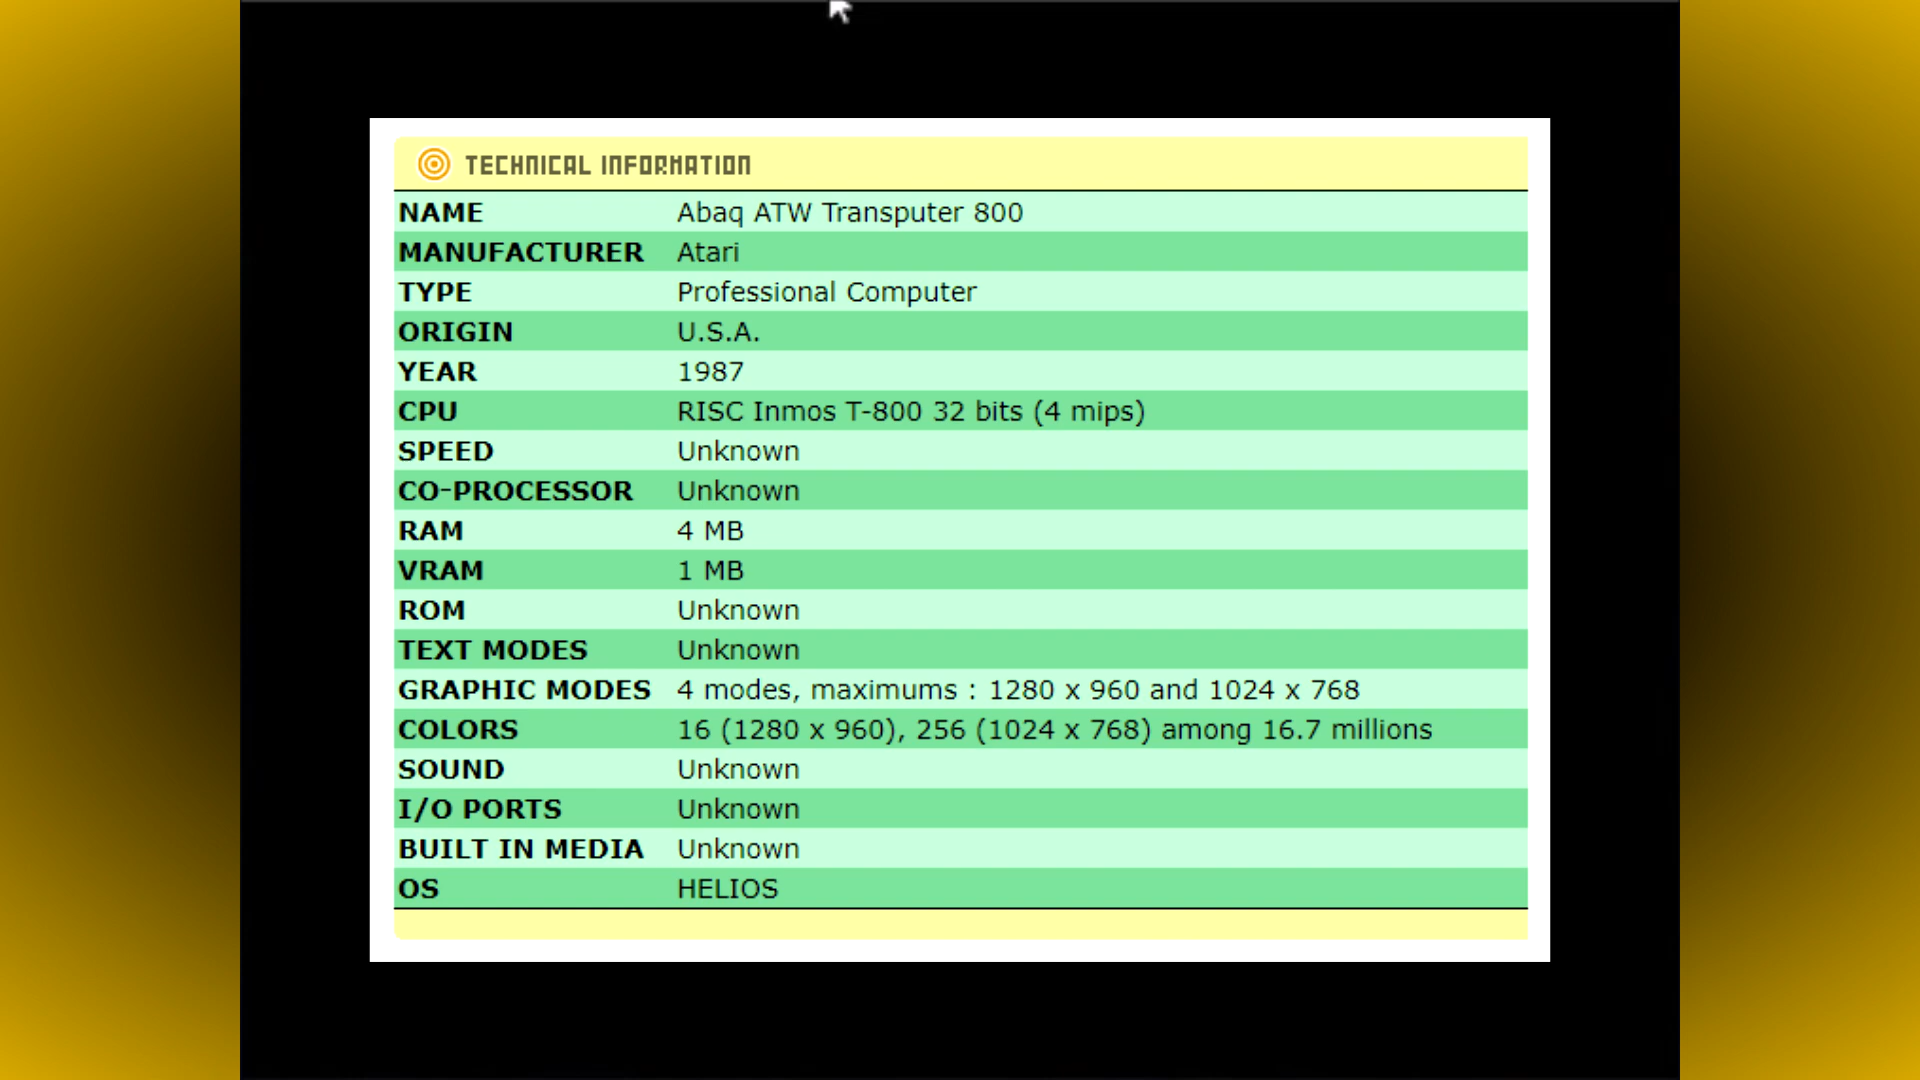 TECHNICAL INFORMATION
NAME Abaq ATW Transputer 800
MANUFACTURER Atari
TYPE Professional Computer
ORIGIN U.S.A.
YEAR 1987
CPU RISC Inmos T-800 32 bits (4 mips)
SPEED Unknown
CO-PROCESSOR Unknown
RAM 4 MB
VRAM 1 MB
ROM Unknown
TEXT MODES Unknown
GRAPHIC MODES 4 modes, maximums : 1280 x 960 and 1024 x 768
COLORS 16 (1280 x 960), 256 (1024 x 768) among 16.7 millions
SOUND Unknown
I/O PORTS Unknown
BUILT IN MEDIA Unknown
OS HELIOS